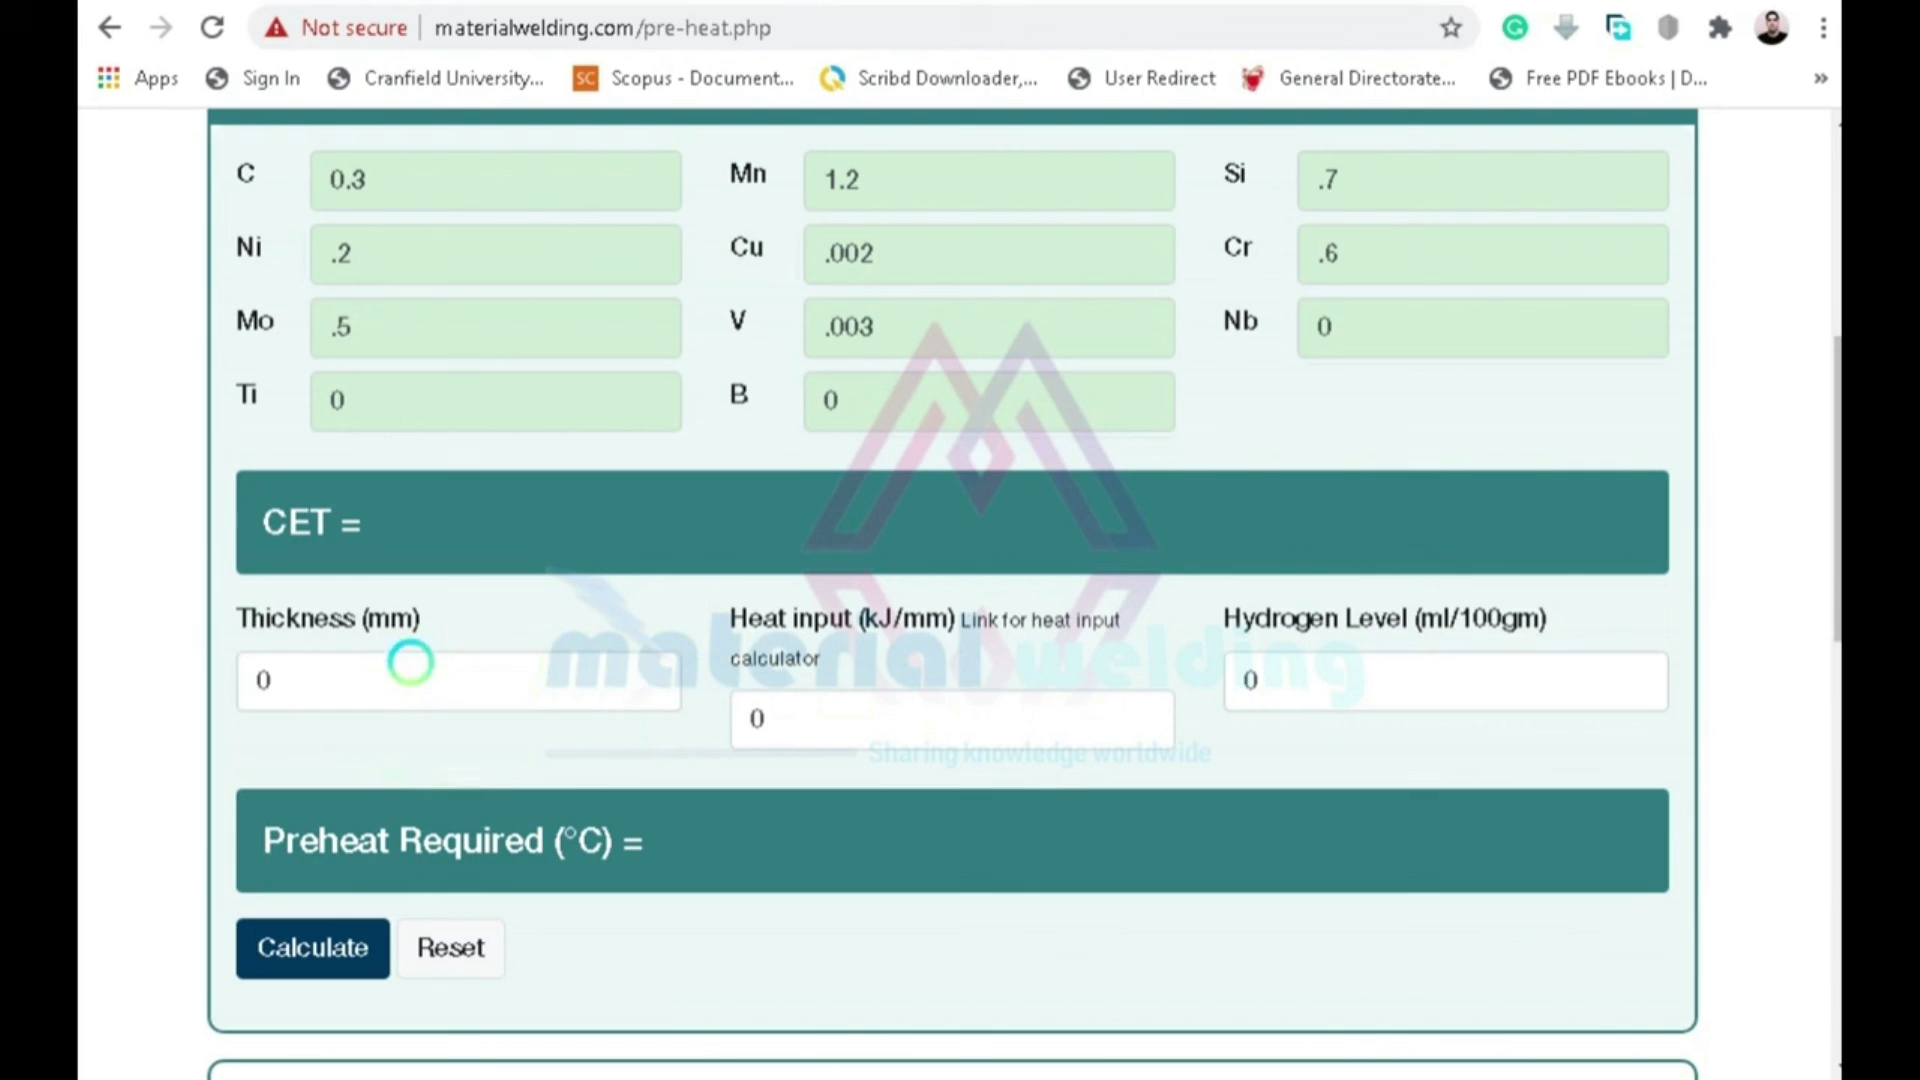 Not secure | materialwelding.com/pre-heat.php
Apps Sign In Cranfield University... SC Scopus - Document... Scribd Downloader,... User Redirect General Directorate... Free PDF Ebooks | D... »
C 0.3 Mn 1.2 Si .7
Ni .2 Cu .002 Cr .6
Mo .5 V .003 Nb 0
Ti 0 B 0
CET =
Thickness (mm) Heat input (kJ/mm) Link for heat input Hydrogen Level (ml/100gm)
calculator
0 0 0
material welding
Sharing knowledge worldwide
Preheat Required (°C) =
Calculate Reset